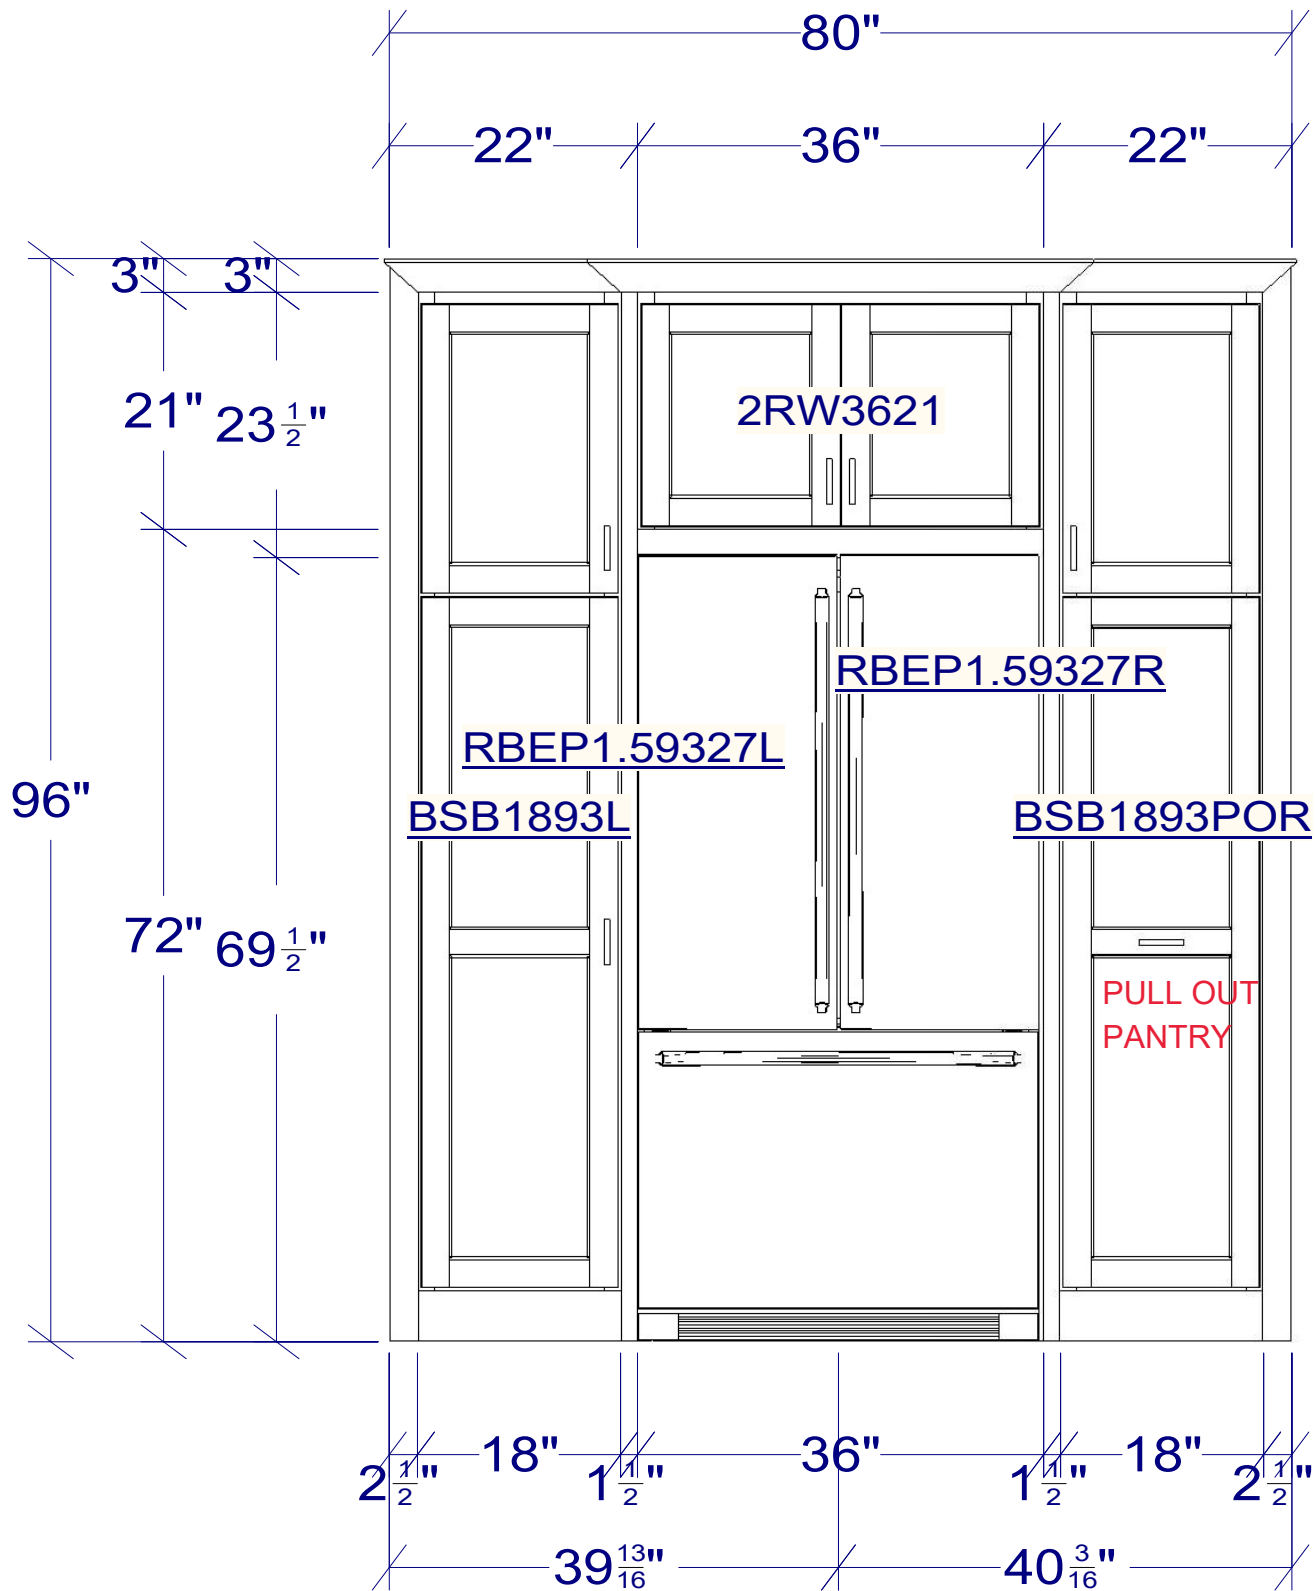 80"
22" 36" 22"
3" 3"
21" 23 1/2"
2RW3621
RBEP1.59327R
RBEP1.59327L
96"
BSB1893L BSB1893POR
72" 69 1/2"
PULL OUT
PANTRY
18" 36" 18"
2 1/2" 1 1/2" 1 1/2" 2 1/2"
39 13/16" 40 3/16"